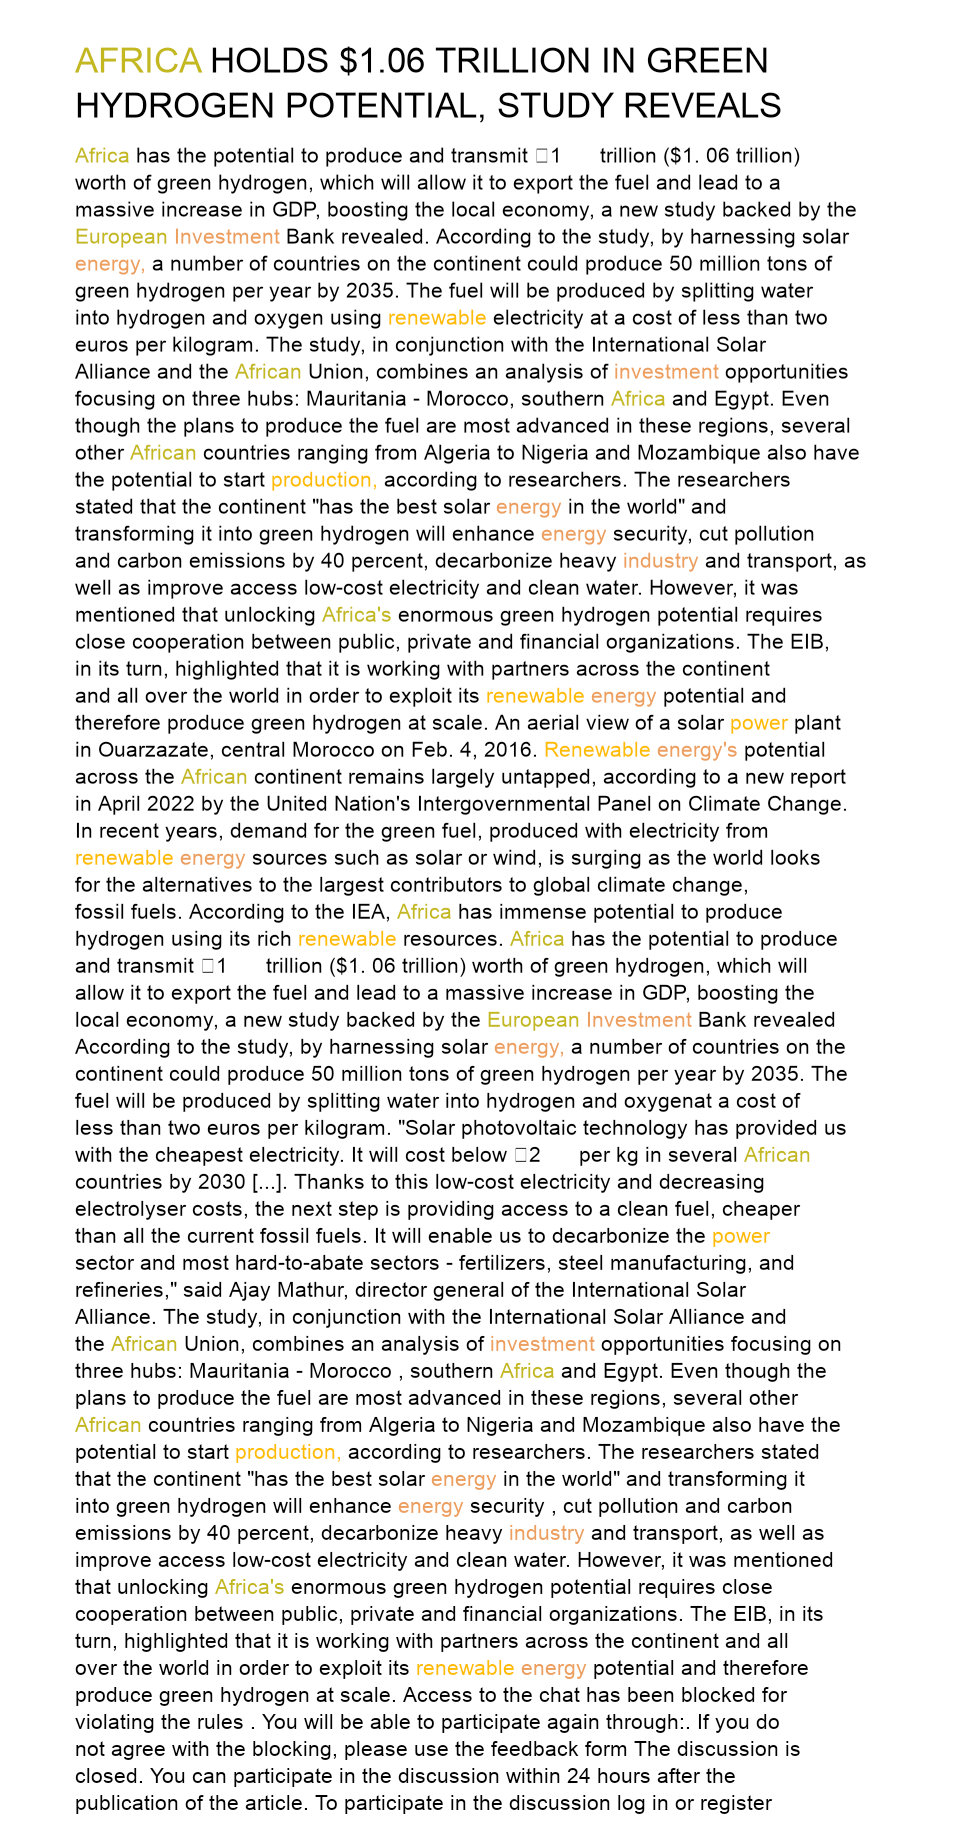 AFRICA HOLDS $1.06 TRILLION IN GREEN
HYDROGEN POTENTIAL, STUDY REVEALS
Africa has the potential to produce and transmit □1 trillion ($1. 06 trillion)
worth of green hydrogen, which will allow it to export the fuel and lead to a
massive increase in GDP, boosting the local economy, a new study backed by the
European Investment Bank revealed. According to the study, by harnessing solar
energy, a number of countries on the continent could produce 50 million tons of
green hydrogen per year by 2035. The fuel will be produced by splitting water
into hydrogen and oxygen using renewable electricity at a cost of less than two
euros per kilogram. The study, in conjunction with the International Solar
Alliance and the African Union, combines an analysis of investment opportunities
focusing on three hubs: Mauritania - Morocco, southern Africa and Egypt. Even
though the plans to produce the fuel are most advanced in these regions, several
other African countries ranging from Algeria to Nigeria and Mozambique also have
the potential to start production, according to researchers. The researchers
stated that the continent "has the best solar energy in the world" and
transforming it into green hydrogen will enhance energy security, cut pollution
and carbon emissions by 40 percent, decarbonize heavy industry and transport, as
well as improve access low-cost electricity and clean water. However, it was
mentioned that unlocking Africa's enormous green hydrogen potential requires
close cooperation between public, private and financial organizations. The EIB,
in its turn, highlighted that it is working with partners across the continent
and all over the world in order to exploit its renewable energy potential and
therefore produce green hydrogen at scale. An aerial view of a solar power plant
in Ouarzazate, central Morocco on Feb. 4, 2016. Renewable energy's potential
across the African continent remains largely untapped, according to a new report
in April 2022 by the United Nation's Intergovernmental Panel on Climate Change.
In recent years, demand for the green fuel, produced with electricity from
renewable energy sources such as solar or wind, is surging as the world looks
for the alternatives to the largest contributors to global climate change,
fossil fuels. According to the IEA, Africa has immense potential to produce
hydrogen using its rich renewable resources. Africa has the potential to produce
and transmit □1 trillion ($1. 06 trillion) worth of green hydrogen, which will
allow it to export the fuel and lead to a massive increase in GDP, boosting the
local economy, a new study backed by the European Investment Bank revealed
According to the study, by harnessing solar energy, a number of countries on the
continent could produce 50 million tons of green hydrogen per year by 2035. The
fuel will be produced by splitting water into hydrogen and oxygenat a cost of
less than two euros per kilogram. "Solar photovoltaic technology has provided us
with the cheapest electricity. It will cost below □2 per kg in several African
countries by 2030 [...]. Thanks to this low-cost electricity and decreasing
electrolyser costs, the next step is providing access to a clean fuel, cheaper
than all the current fossil fuels. It will enable us to decarbonize the power
sector and most hard-to-abate sectors - fertilizers, steel manufacturing, and
refineries," said Ajay Mathur, director general of the International Solar
Alliance. The study, in conjunction with the International Solar Alliance and
the African Union, combines an analysis of investment opportunities focusing on
three hubs: Mauritania - Morocco , southern Africa and Egypt. Even though the
plans to produce the fuel are most advanced in these regions, several other
African countries ranging from Algeria to Nigeria and Mozambique also have the
potential to start production, according to researchers. The researchers stated
that the continent "has the best solar energy in the world" and transforming it
into green hydrogen will enhance energy security , cut pollution and carbon
emissions by 40 percent, decarbonize heavy industry and transport, as well as
improve access low-cost electricity and clean water. However, it was mentioned
that unlocking Africa's enormous green hydrogen potential requires close
cooperation between public, private and financial organizations. The EIB, in its
turn, highlighted that it is working with partners across the continent and all
over the world in order to exploit its renewable energy potential and therefore
produce green hydrogen at scale. Access to the chat has been blocked for
violating the rules . You will be able to participate again through:. If you do
not agree with the blocking, please use the feedback form The discussion is
closed. You can participate in the discussion within 24 hours after the
publication of the article. To participate in the discussion log in or register